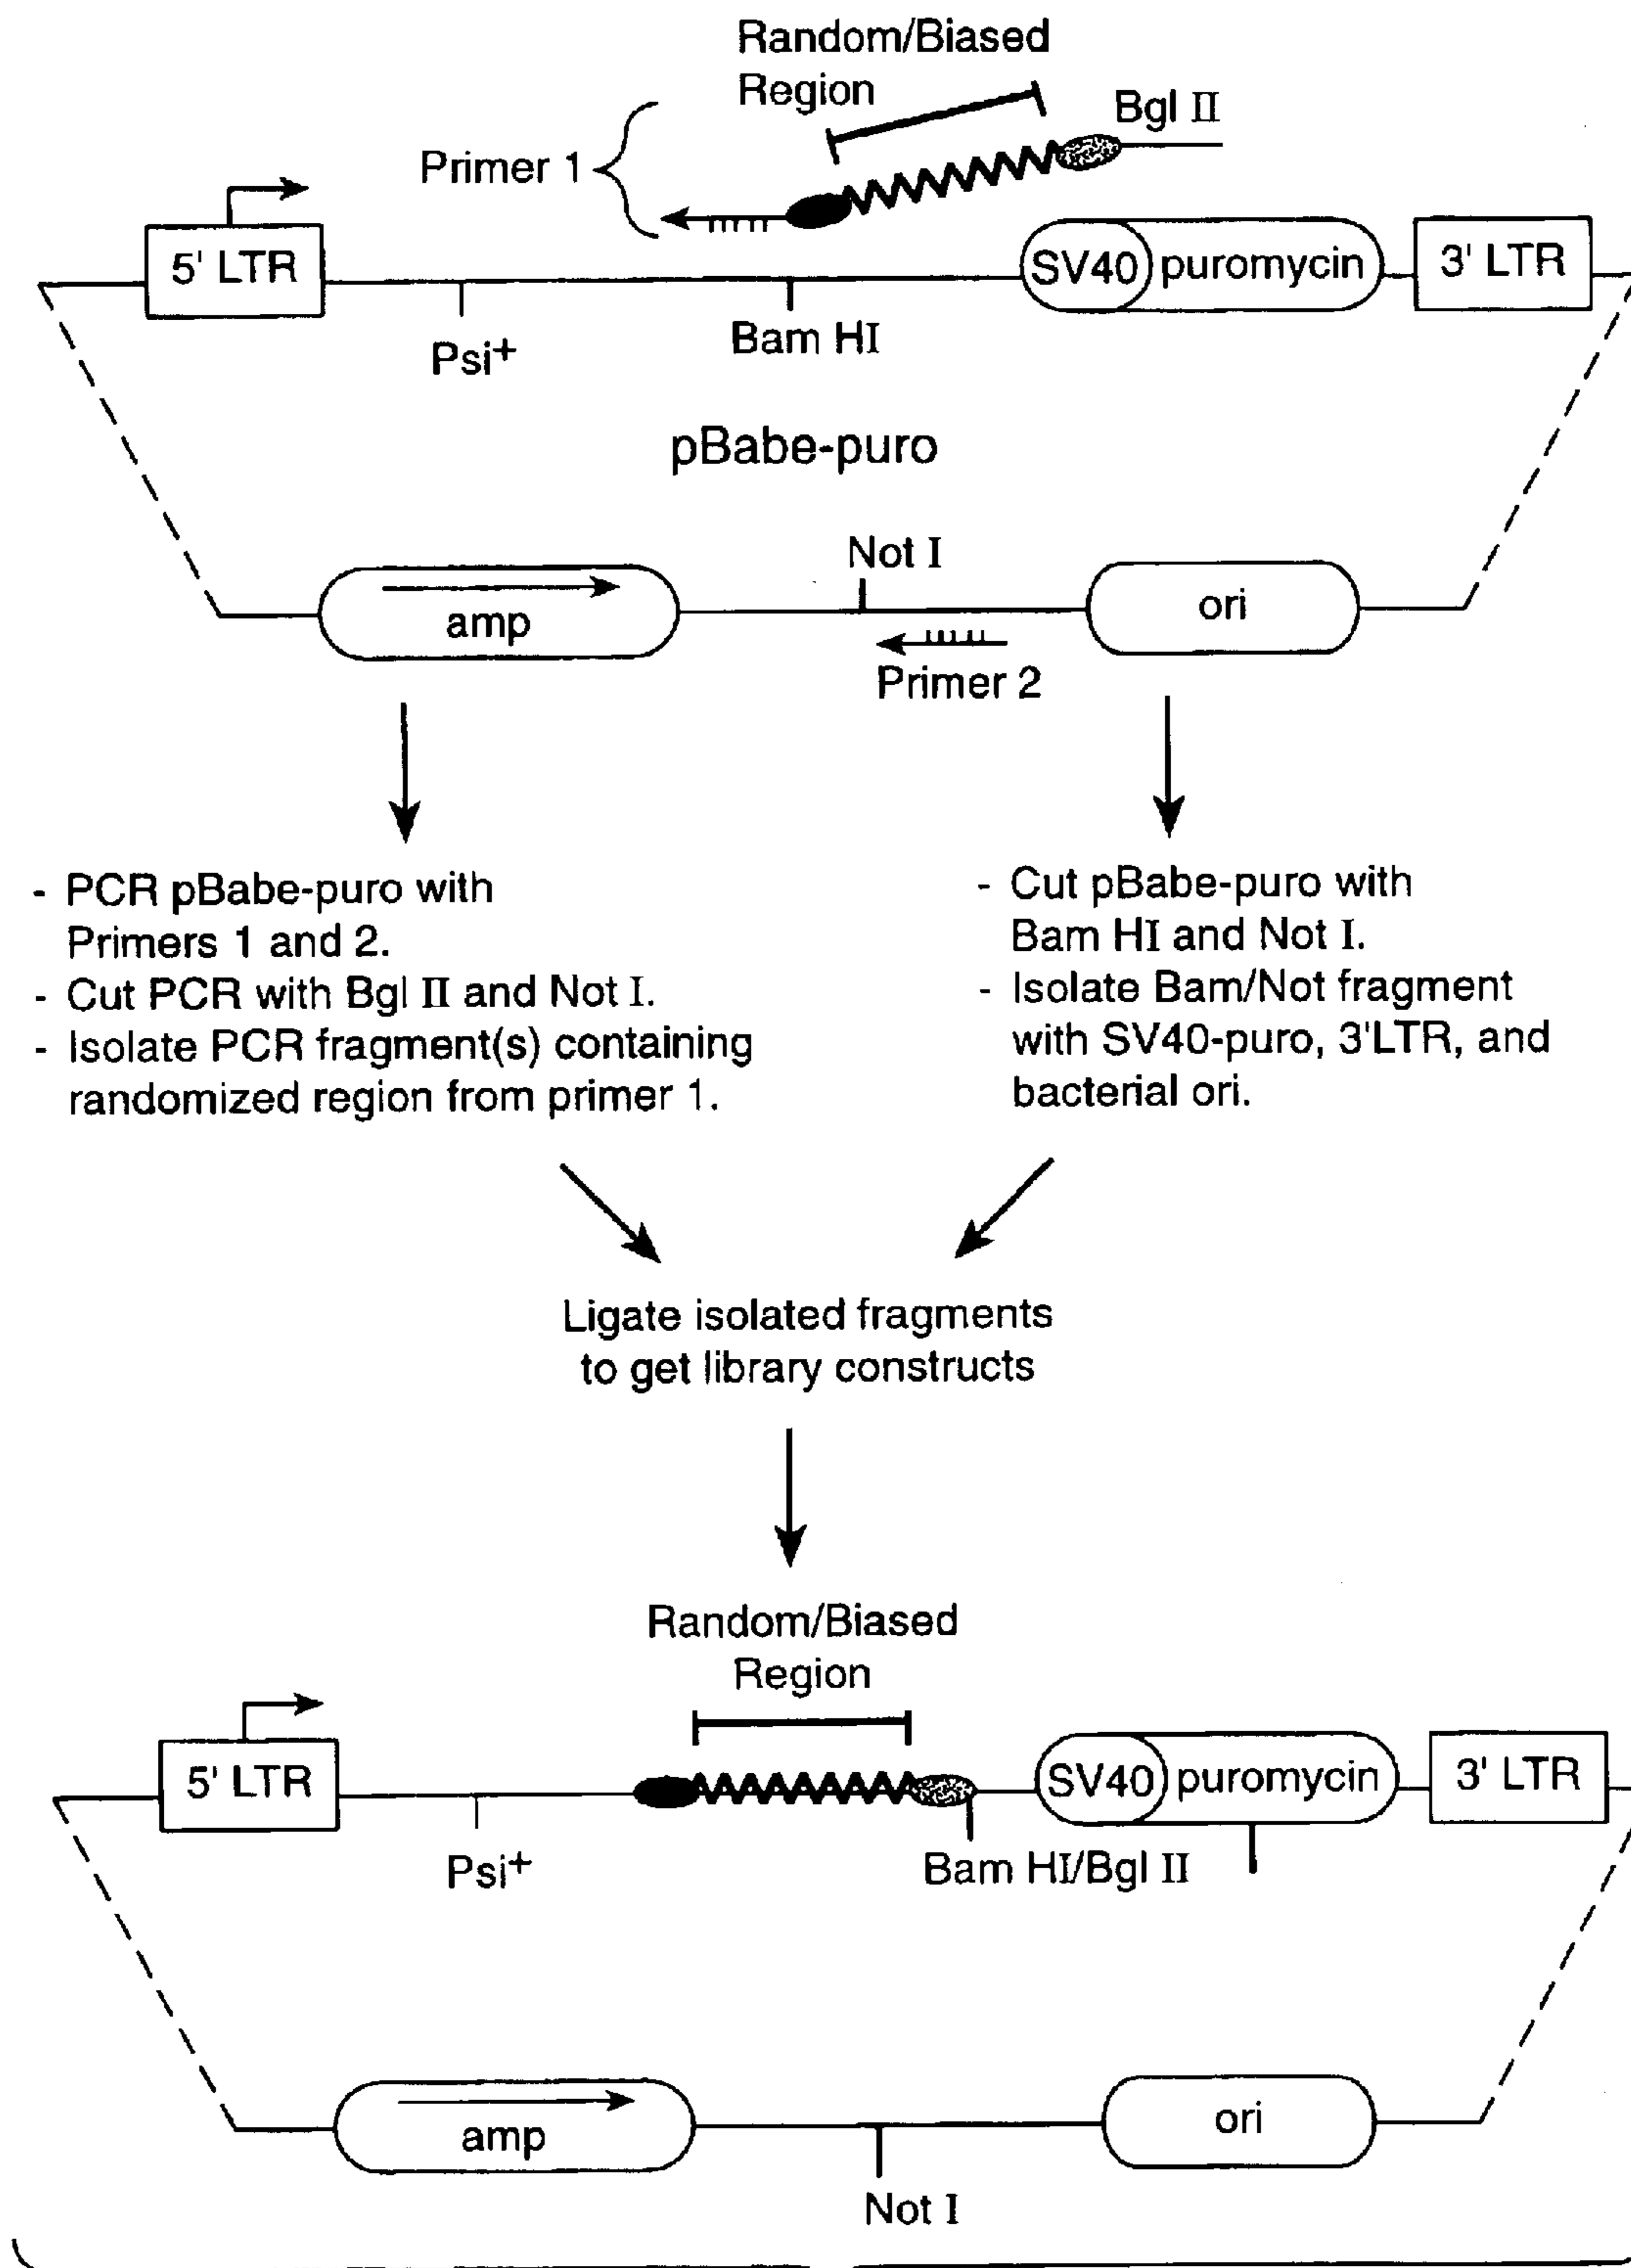 Random/Biased
Region
Bgl II
Primer 1
5' LTR
SV40
puromycin
3' LTR
Psi+
Bam HI
pBabe-puro
Not I
amp
ori
Primer 2
- PCR pBabe-puro with
Primers 1 and 2.
- Cut PCR with Bgl II and Not I.
- Isolate PCR fragment(s) containing
randomized region from primer 1.
- Cut pBabe-puro with
Bam HI and Not I.
- Isolate Bam/Not fragment
with SV40-puro, 3'LTR, and
bacterial ori.
Ligate isolated fragments
to get library constructs
Random/Biased
Region
5' LTR
SV40
puromycin
3' LTR
Psi+
Bam HI/Bgl II
amp
ori
Not I